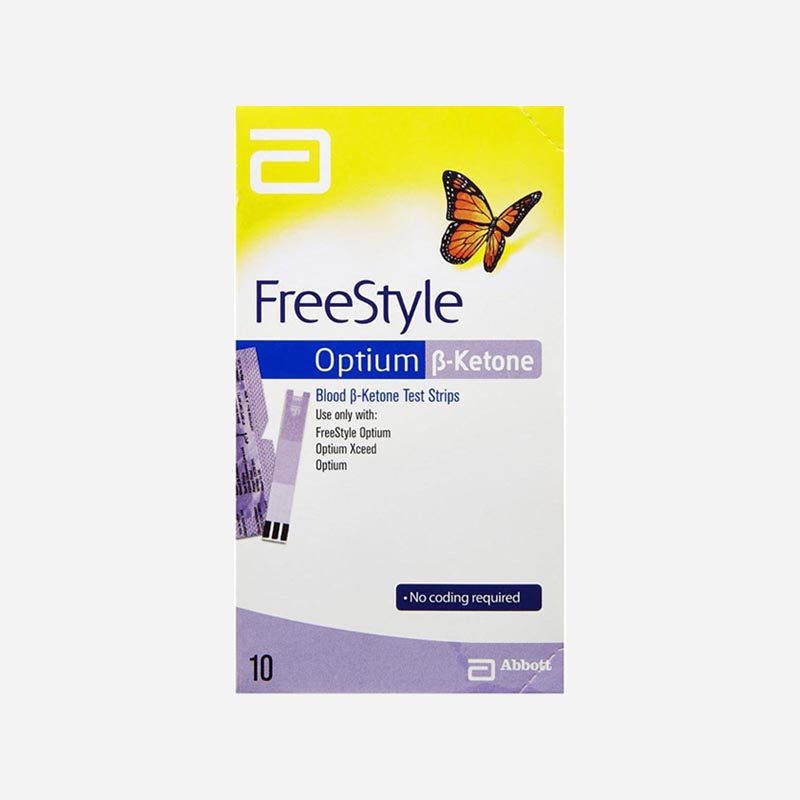 FreeStyle
Optium β-Ketone
Blood β-Ketone Test Strips
Use only with:
FreeStyle Optium
Optium Xceed
Optium
• No coding required
10
Abbott